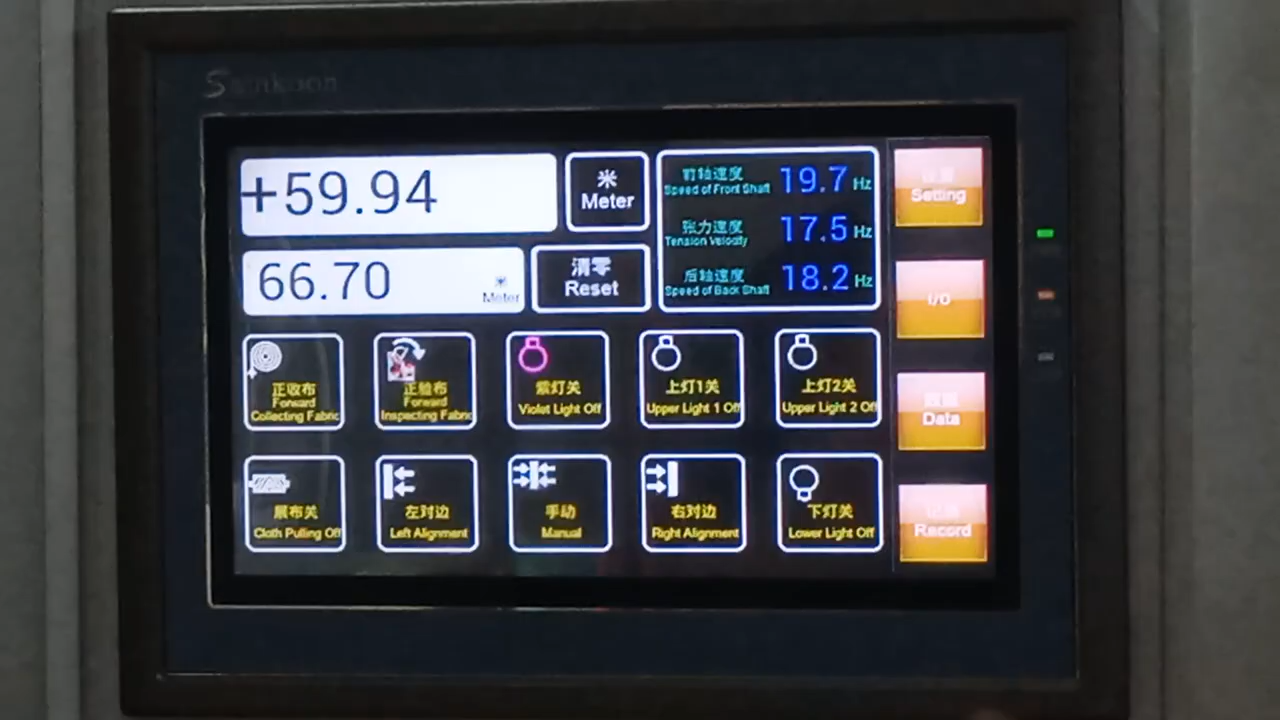 Samkoon
+59.94
米
Meter
前轴速度
Speed of Front Shaft
19.7 Hz
张力速度
Tension Velocity
17.5 Hz
后轴速度
Speed of Back Shaft
18.2 Hz
66.70
米
Meter
清零
Reset
正收布
Forward
Collecting Fabric
正验布
Forward
Inspecting Fabric
紫灯关
Violet Light Off
上灯1关
Upper Light 1 Off
上灯2关
Upper Light 2 Off
展布关
Cloth Pulling Off
左对边
Left Alignment
手动
Manual
右对边
Right Alignment
下灯关
Lower Light Off
Setting
I/O
Data
Record